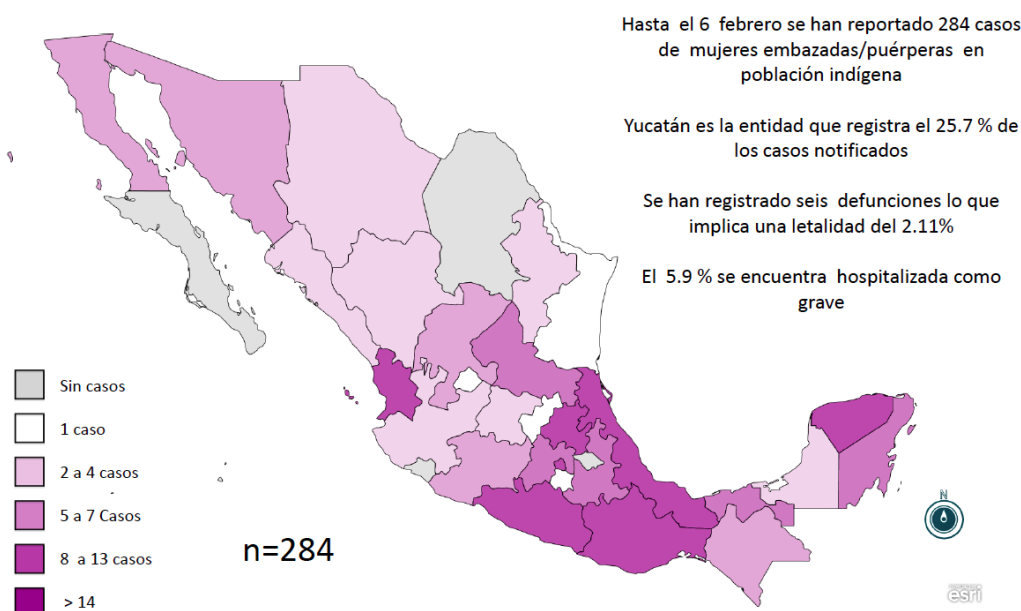 Hasta el 6 febrero se han reportado 284 casos
de mujeres embazadas/puérperas en
población indígena
Yucatán es la entidad que registra el 25.7 % de
los casos notificados
Se han registrado seis defunciones lo que
implica una letalidad del 2.11%
El 5.9 % se encuentra hospitalizada como
grave
Sin casos
1 caso
2 a 4 casos
5 a 7 Casos
8 a 13 casos
> 14
n=284
N
esri